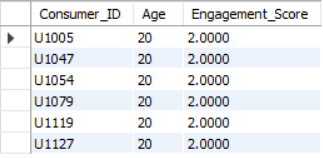 Consumer_ID Age Engagement_Score
U1005 20 2.0000
U1047 20 2.0000
U1054 20 2.0000
U1079 20 2.0000
U1119 20 2.0000
U1127 20 2.0000